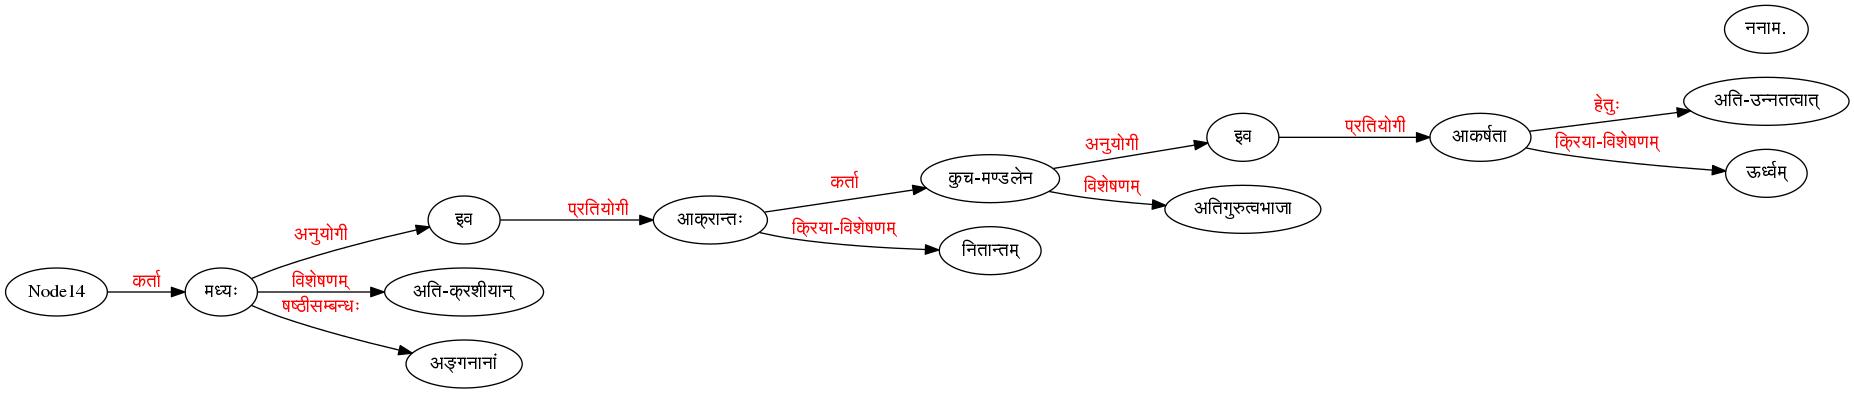 ननाम.
अति-उन्नतत्वात्
हेतुः
आकर्षता
प्रतियोगी
इव
अनुयोगी
क्रिया-विशेषणम्
ऊर्ध्वम्
कुच-मण्डलेन
कर्ता
विशेषणम्
अतिगुरुत्वभाजा
आक्रान्तः
प्रतियोगी
इव
अनुयोगी
क्रिया-विशेषणम्
नितान्तम्
Node14
कर्ता
मध्यः
विशेषणम्
अति-क्रशीयान्
षष्ठीसम्बन्धः
अङ्गनानां